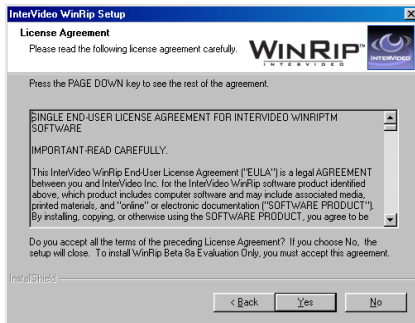 InterVideo WinRip Setup
License Agreement
Please read the following license agreement carefully.
WINRIP™
INTERVIDEO
INTERVIDEO
Press the PAGE DOWN key to see the rest of the agreement.
SINGLE END-USER LICENSE AGREEMENT FOR INTERVIDEO WINRIPTM
SOFTWARE
IMPORTANT-READ CAREFULLY.
This InterVideo WinRip End-User License Agreement ("EULA") is a legal AGREEMENT
between you and InterVideo Inc. for the InterVideo WinRip software product identified
above, which product includes computer software and may include associated media,
printed materials, and "online" or electronic documentation ("SOFTWARE PRODUCT").
By installing, copying, or otherwise using the SOFTWARE PRODUCT, you agree to be
Do you accept all the terms of the preceding License Agreement? If you choose No, the
setup will close. To install WinRip Beta 8a Evaluation Only, you must accept this agreement.
InstallShield
< Back
Yes
No